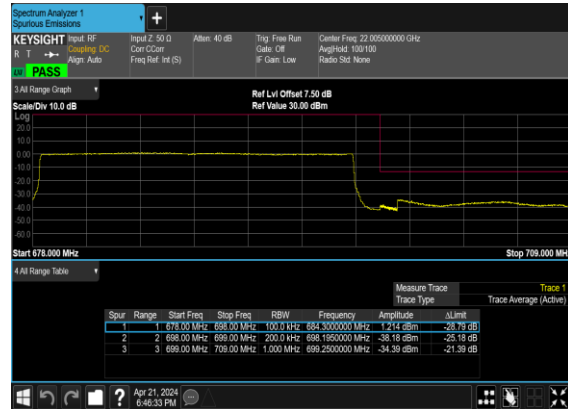 Spectrum Analyzer 1
Spurious Emissions
+
KEYSIGHT Input: RF Input Z: 50 Ω Atten: 40 dB Trig: Free Run Center Freq: 22.005000000 GHz
R T Coupling: DC Corr CCorr Gate: Off Avg|Hold: 100/100
Align: Auto Freq Ref: Int (S) IF Gain: Low Radio Std: None
LW PASS
3 All Range Graph
Ref Lvl Offset 7.50 dB
Scale/Div 10.0 dB Ref Value 30.00 dBm
Log
20.0
10.0
0.00
-10.0
-20.0
-30.0
-40.0
-50.0
-60.0
Start 678.000 MHz Stop 709.000 MH
4 All Range Table
Measure Trace Trace 1
Trace Type Trace Average (Active)
Spur Range Start Freq Stop Freq RBW Frequency Amplitude ΔLimit
1 1 678.00 MHz 698.00 MHz 100.0 kHz 684.3000000 MHz 1.214 dBm -28.79 dB
2 2 698.00 MHz 699.00 MHz 200.0 kHz 698.1950000 MHz -38.18 dBm -25.18 dB
3 3 699.00 MHz 709.00 MHz 1.000 MHz 699.2500000 MHz -34.39 dBm -21.39 dB
? Apr 21, 2024
6:46:33 PM